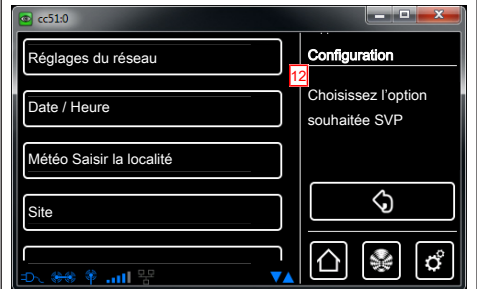 cc51:0
Réglages du réseau
Date / Heure
Météo Saisir la localité
Site
Configuration
12
Choisissez l'option
souhaitée SVP